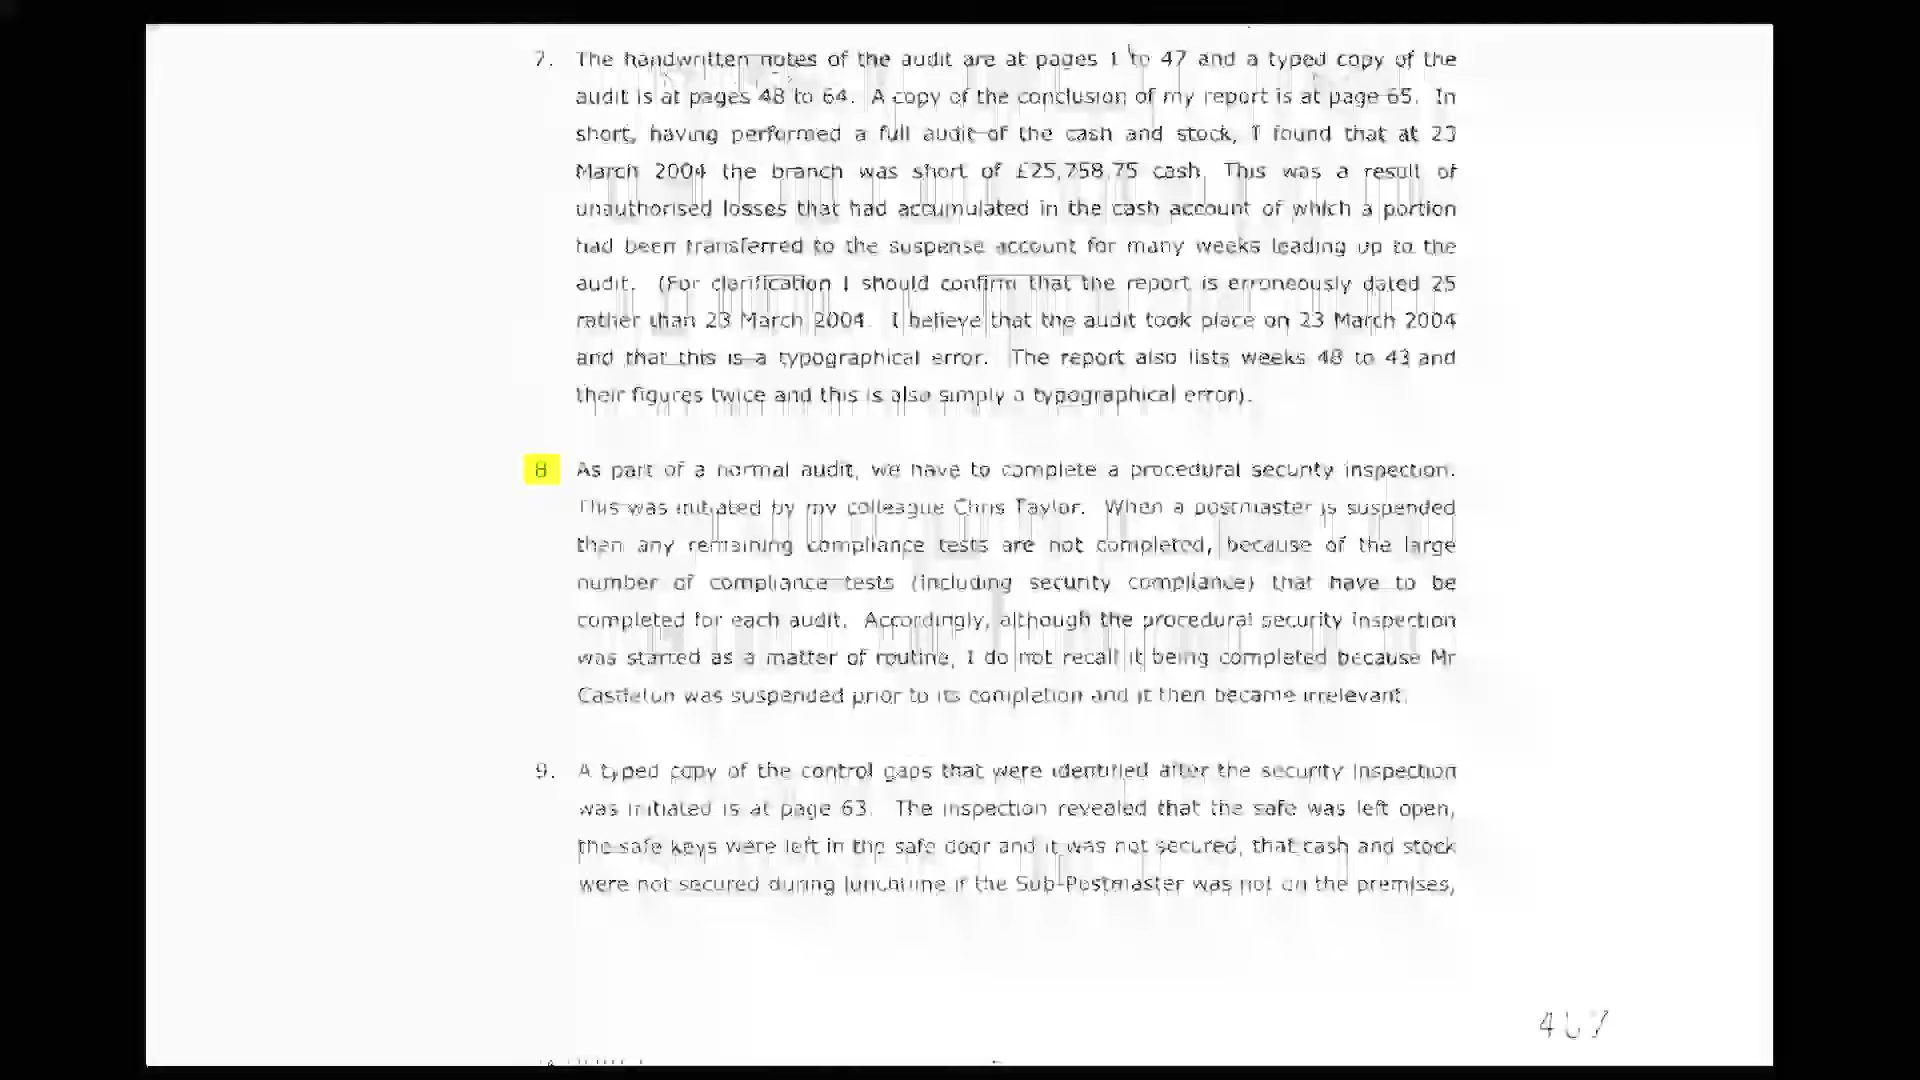 7. The handwritten notes of the audit are at pages 1 to 47 and a typed copy of the
audit is at pages 48 to 64. A copy of the conclusion of my report is at page 65. In
short, having performed a full audit of the cash and stock, I found that at 23
March 2004 the branch was short of £25,758.75 cash. This was a result of
unauthorised losses that had accumulated in the cash account of which a portion
had been transferred to the suspense account for many weeks leading up to the
audit. (For clarification I should confirm that the report is erroneously dated 25
rather than 23 March 2004. I believe that the audit took place on 23 March 2004
and that this is a typographical error. The report also lists weeks 48 to 43 and
their figures twice and this is also simply a typographical error).
8 As part of a normal audit, we have to complete a procedural security inspection.
This was initiated by my colleague Chris Taylor. When a postmaster is suspended
then any remaining compliance tests are not completed, because of the large
number of compliance tests (including security compliance) that have to be
completed for each audit. Accordingly, although the procedural security inspection
was started as a matter of routine, I do not recall it being completed because Mr
Castleton was suspended prior to its completion and it then became irrelevant.
9. A typed copy of the control gaps that were identified after the security inspection
was initiated is at page 63. The inspection revealed that the safe was left open,
the safe keys were left in the safe door and it was not secured, that cash and stock
were not secured during lunchtime if the Sub-Postmaster was not on the premises,